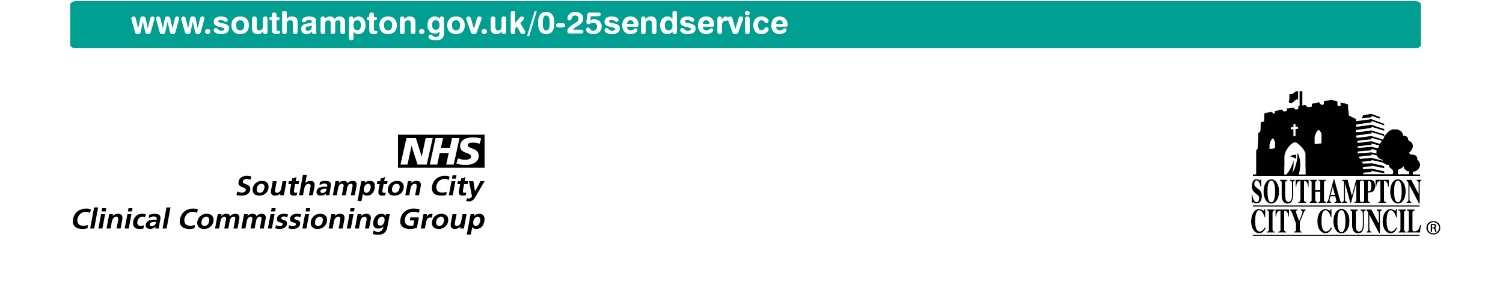 www.southampton.gov.uk/0-25sendservice
NHS
Southampton City
Clinical Commissioning Group
SOUTHAMPTON
CITY COUNCIL®